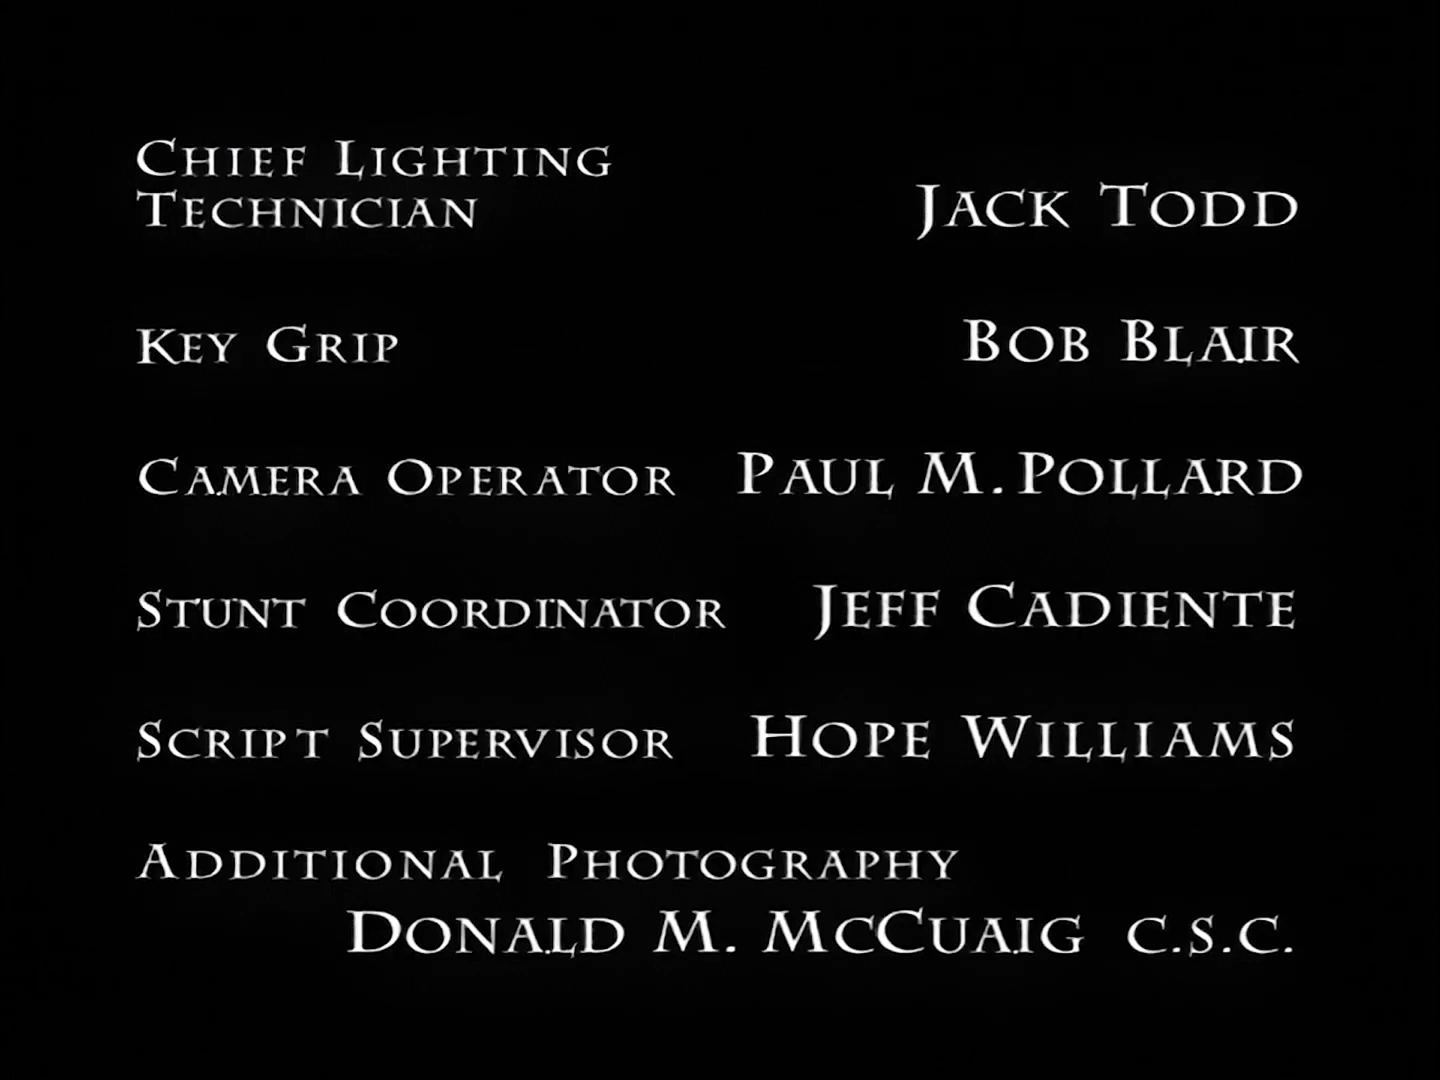 Chief Lighting
Technician Jack Todd
Key Grip Bob Blair
Camera Operator Paul M. Pollard
Stunt Coordinator Jeff Cadiente
Script Supervisor Hope Williams
Additional Photography
Donald M. McCuaig c.s.c.